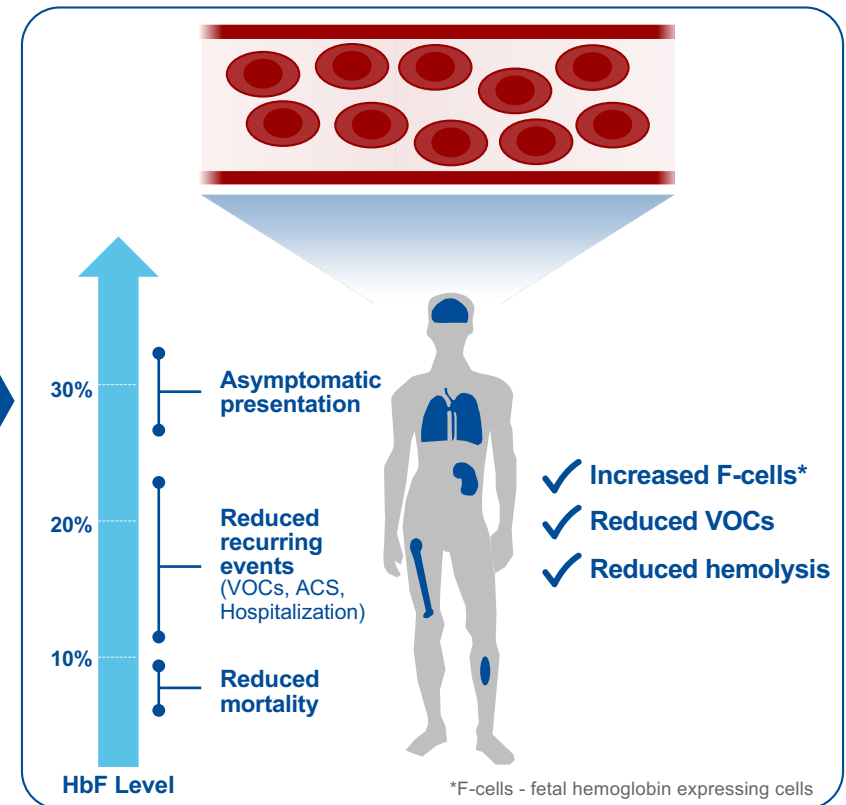 30%
Asymptomatic
presentation
20%
Reduced
recurring
events
(VOCs, ACS,
Hospitalization)
10%
Reduced
mortality
HbF Level
Increased F-cells*
Reduced VOCs
Reduced hemolysis
*F-cells - fetal hemoglobin expressing cells